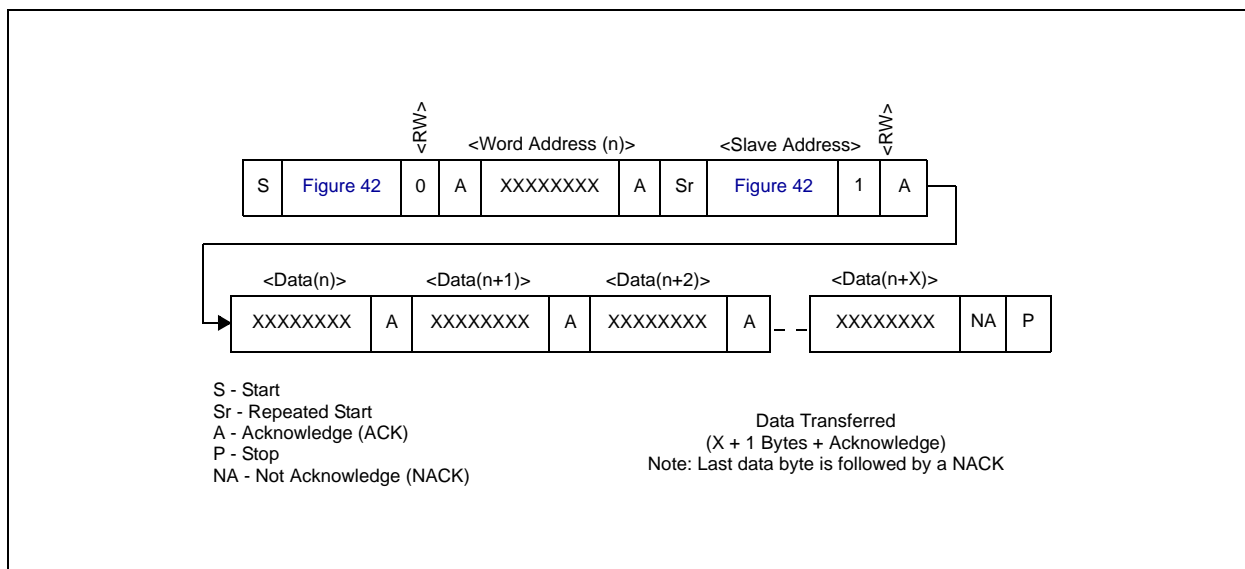 <RW> <Word Address (n)> <Slave Address> <RW>
S Figure 42 0 A XXXXXXXX A Sr Figure 42 1 A
<Data(n)> <Data(n+1)> <Data(n+2)> <Data(n+X)>
XXXXXXXX A XXXXXXXX A XXXXXXXX A XXXXXXXX NA P
S - Start
Sr - Repeated Start
A - Acknowledge (ACK)
P - Stop
NA - Not Acknowledge (NACK)
Data Transferred
(X + 1 Bytes + Acknowledge)
Note: Last data byte is followed by a NACK